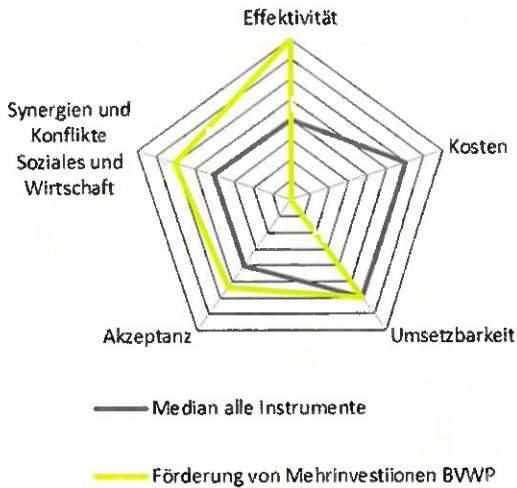 Effektivität
Synergien und
Konflikte
Soziales und
Wirtschaft
Kosten
Akzeptanz
Umsetzbarkeit
Median alle Instrumente
Förderung von Mehrinvestiionen BVWP